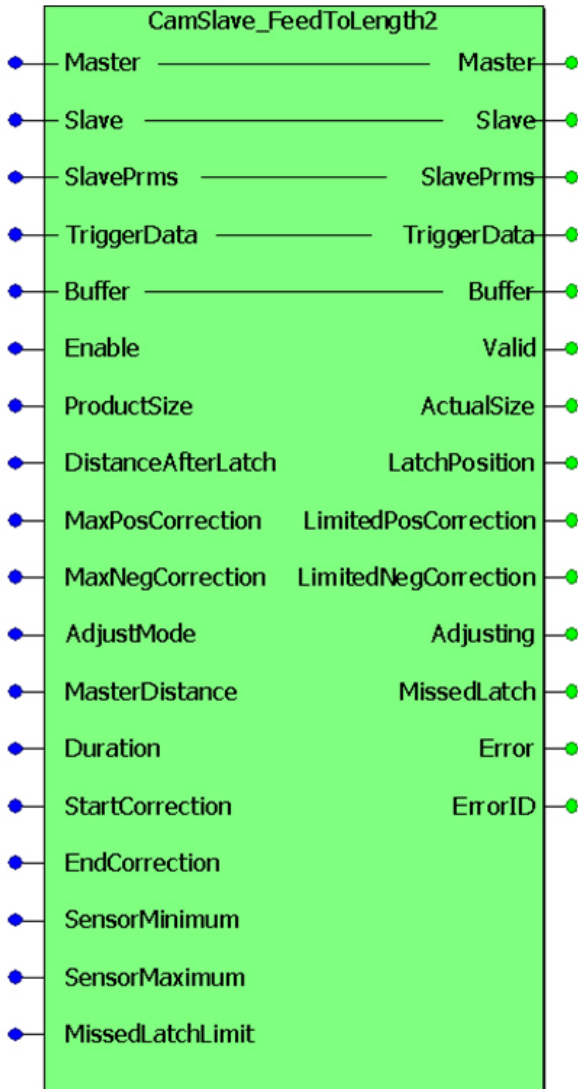 CamSlave_FeedToLength2
Master Master
Slave Slave
SlavePrms SlavePrms
TriggerData TriggerData
Buffer Buffer
Enable Valid
ProductSize ActualSize
DistanceAfterLatch LatchPosition
MaxPosCorrection LimitedPosCorrection
MaxNegCorrection LimitedNegCorrection
AdjustMode Adjusting
MasterDistance MissedLatch
Duration Error
StartCorrection ErrorID
EndCorrection
SensorMinimum
SensorMaximum
MissedLatchLimit